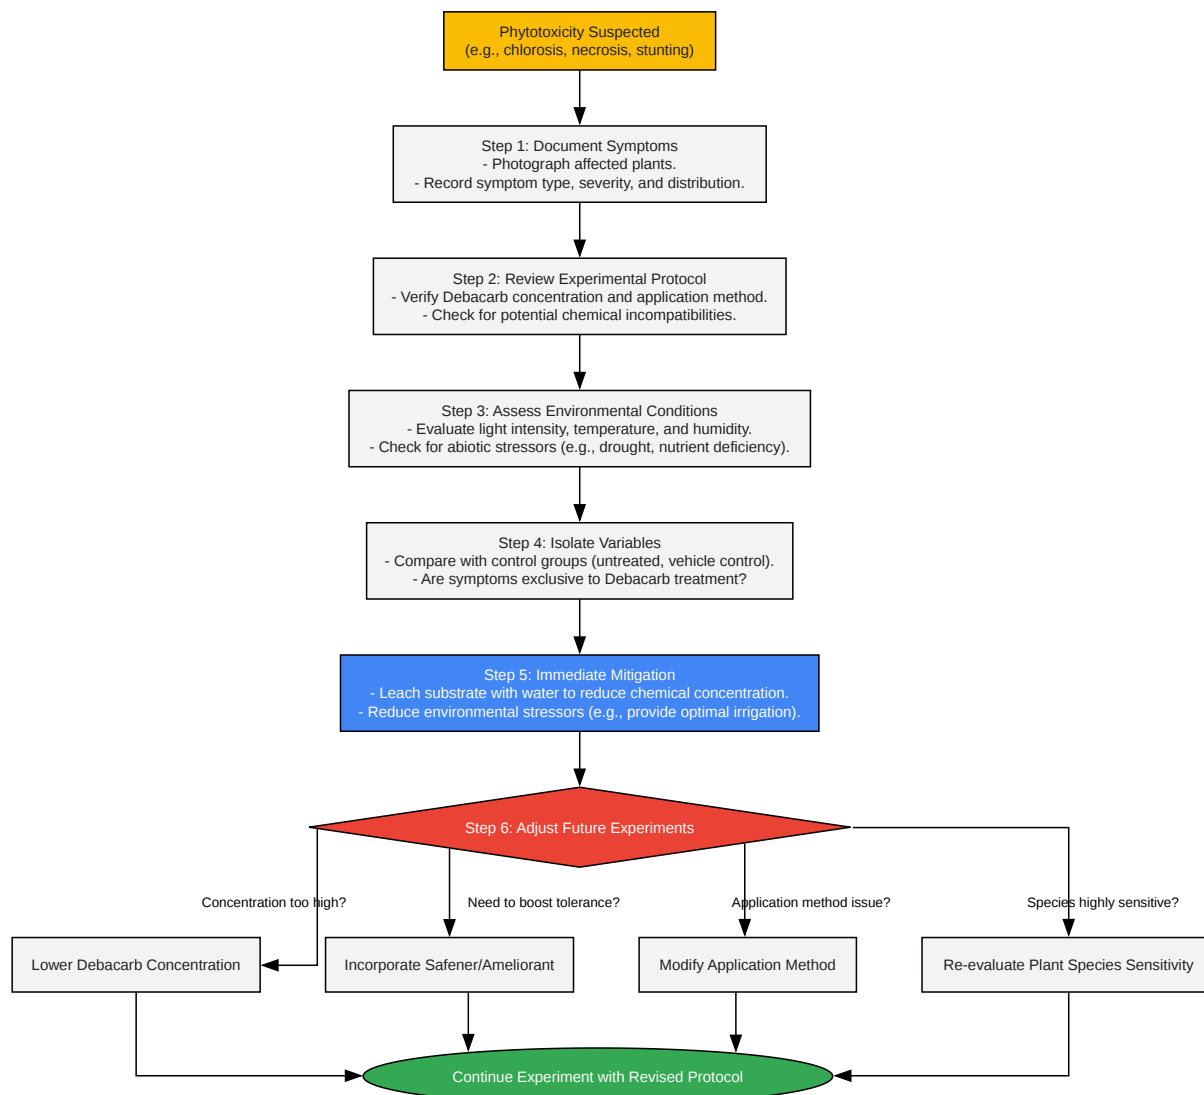 Phytotoxicity Suspected
(e.g., chlorosis, necrosis, stunting)
Step 1: Document Symptoms
- Photograph affected plants.
- Record symptom type, severity, and distribution.
Step 2: Review Experimental Protocol
- Verify Debacarb concentration and application method.
- Check for potential chemical incompatibilities.
Step 3: Assess Environmental Conditions
- Evaluate light intensity, temperature, and humidity.
- Check for abiotic stressors (e.g., drought, nutrient deficiency).
Step 4: Isolate Variables
- Compare with control groups (untreated, vehicle control).
- Are symptoms exclusive to Debacarb treatment?
Step 5: Immediate Mitigation
- Leach substrate with water to reduce chemical concentration.
- Reduce environmental stressors (e.g., provide optimal irrigation).
Step 6: Adjust Future Experiments
Concentration too high?
Need to boost tolerance?
Application method issue?
Species highly sensitive?
Lower Debacarb Concentration
Incorporate Safener/Ameliorant
Modify Application Method
Re-evaluate Plant Species Sensitivity
Continue Experiment with Revised Protocol